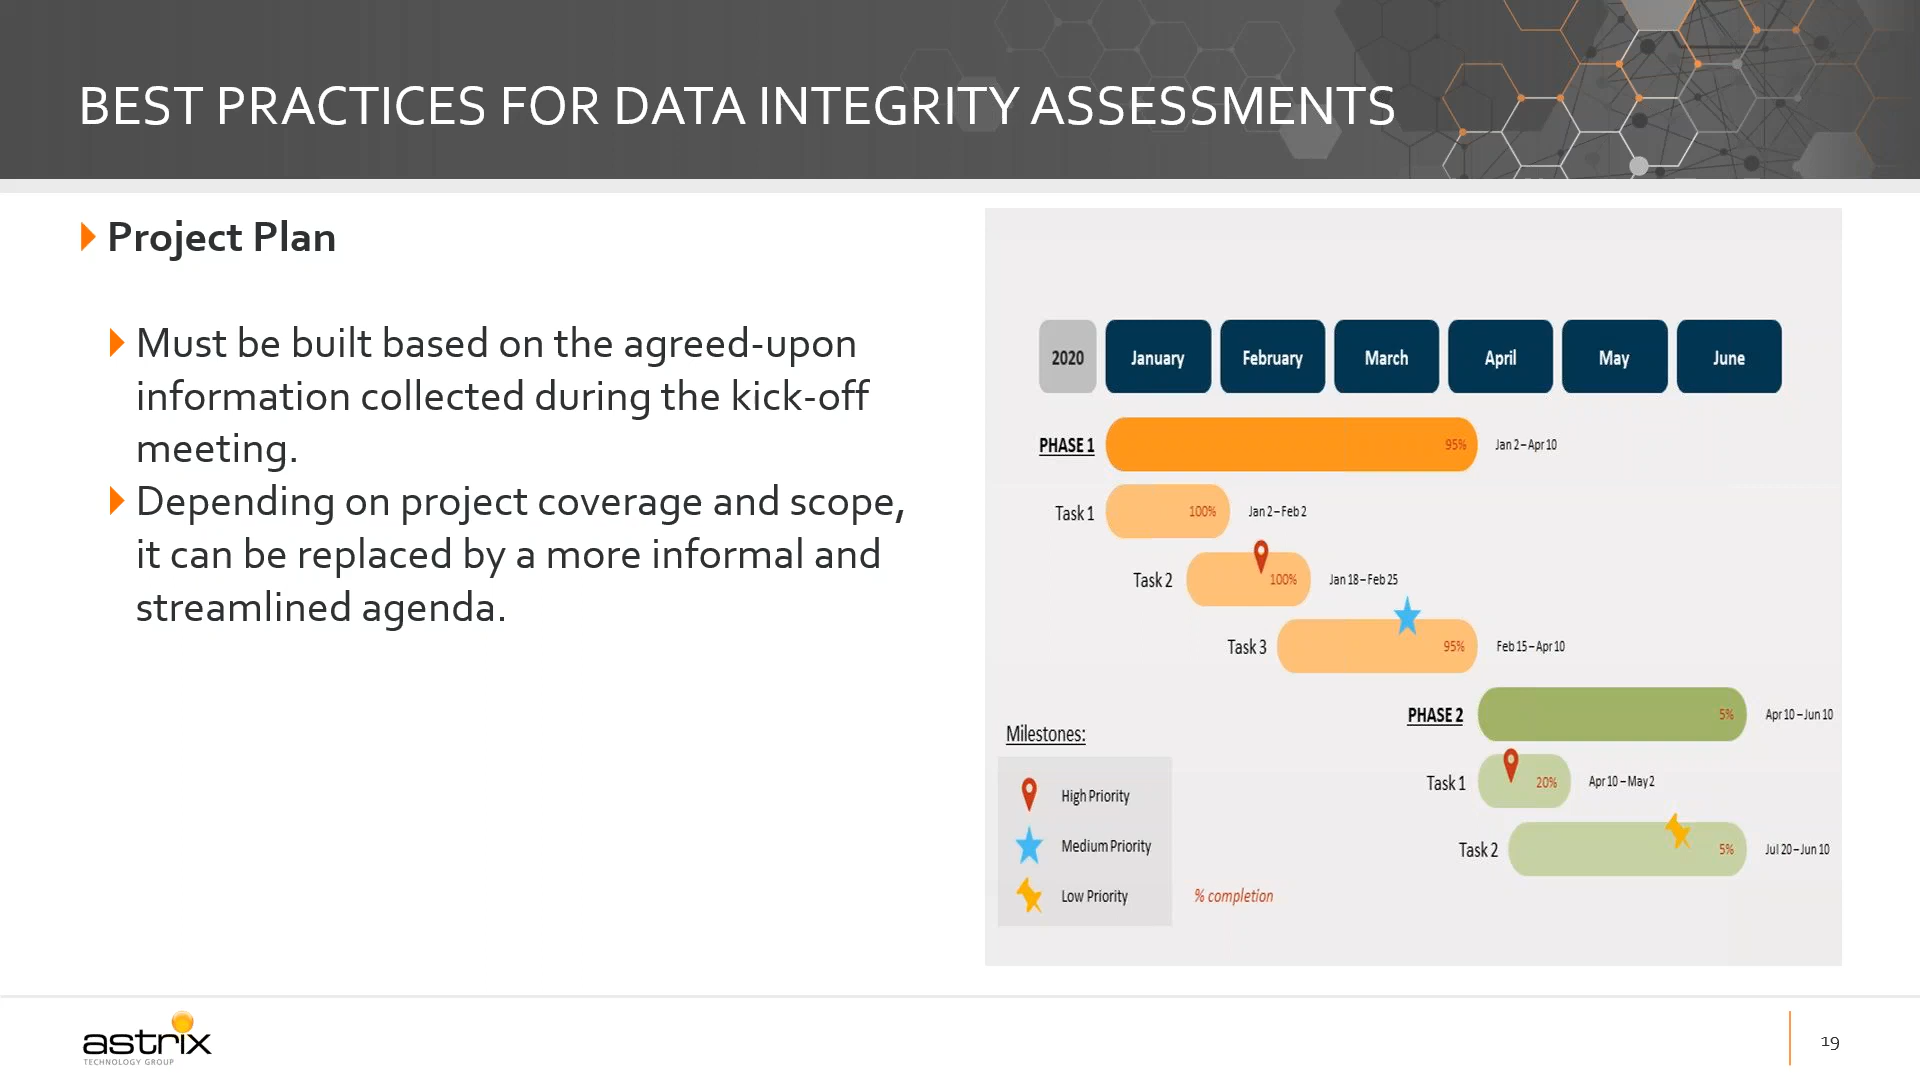 BEST PRACTICES FOR DATA INTEGRITY ASSESSMENTS
Project Plan
Must be built based on the agreed-upon
information collected during the kick-off
meeting.
Depending on project coverage and scope,
it can be replaced by a more informal and
streamlined agenda.
2020 January February March April May June
PHASE 1 95% Jan 2 – Apr 10
Task 1 100% Jan 2 – Feb 2
Task 2 100% Jan 18 – Feb 25
Task 3 95% Feb 15 – Apr 10
PHASE 2 5% Apr 10 – Jun 10
Task 1 20% Apr 10 – May 2
Task 2 5% Jul 20 – Jun 10
Milestones:
High Priority
Medium Priority
Low Priority
% completion
astrix
TECHNOLOGY GROUP
19